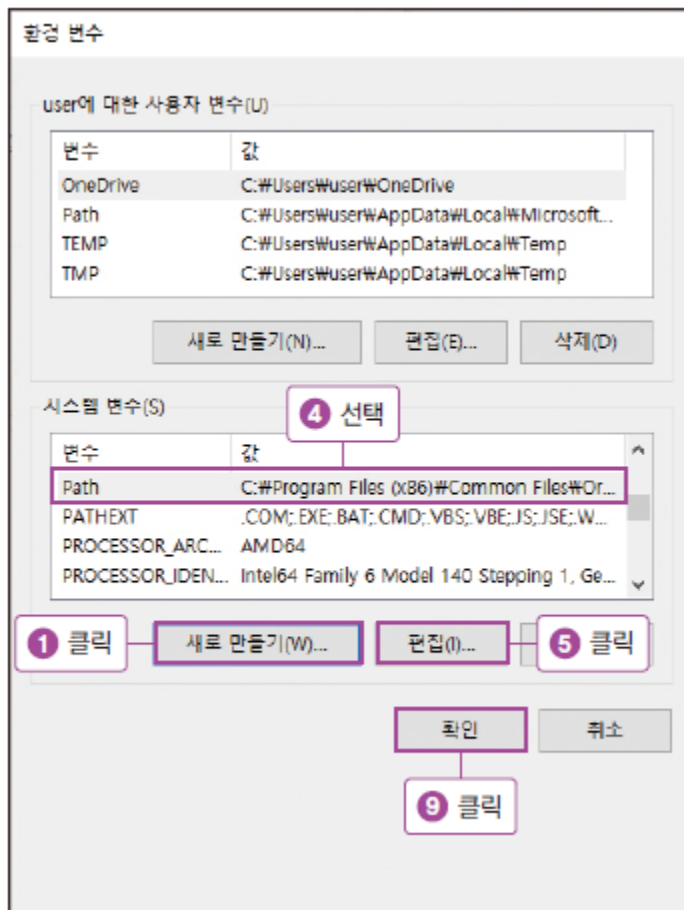 환경 변수
user에 대한 사용자 변수(U)
변수 값
OneDrive C:₩Users₩user₩OneDrive
Path C:₩Users₩user₩AppData₩Local₩Microsoft...
TEMP C:₩Users₩user₩AppData₩Local₩Temp
TMP C:₩Users₩user₩AppData₩Local₩Temp
새로 만들기(N)... 편집(E)... 삭제(D)
시스템 변수(S)
4 선택
변수 값
Path C:₩Program Files (x86)₩Common Files₩Or...
PATHEXT .COM;.EXE;.BAT;.CMD;.VBS;.VBE;.JS;.JSE;.W...
PROCESSOR_ARC... AMD64
PROCESSOR_IDEN... Intel64 Family 6 Model 140 Stepping 1, Ge...
1 클릭 새로 만들기(W)... 편집(I)... 5 클릭
확인 취소
9 클릭